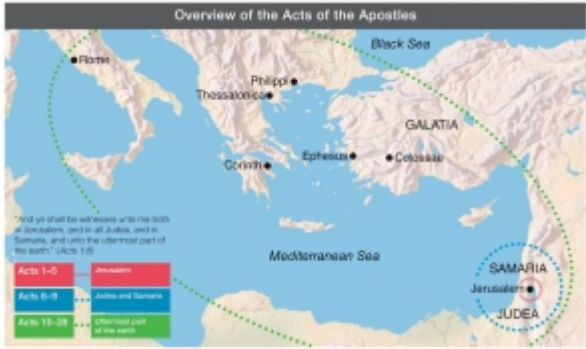 Overview of the Acts of the Apostles
Black Sea
Rome
Philippi
Thessalonica
GALATIA
Ephesus
Colossae
Corinth
"And ye shall be witnesses unto me both
in Jerusalem, and in all Judea, and in
Samaria, and unto the uttermost part of
the earth." (Acts 1:8)
Mediterranean Sea
SAMARIA
Jerusalem
JUDEA
Acts 1–5
Jerusalem
Acts 6–9
Judea and Samaria
Acts 10–28
Uttermost part
of the earth